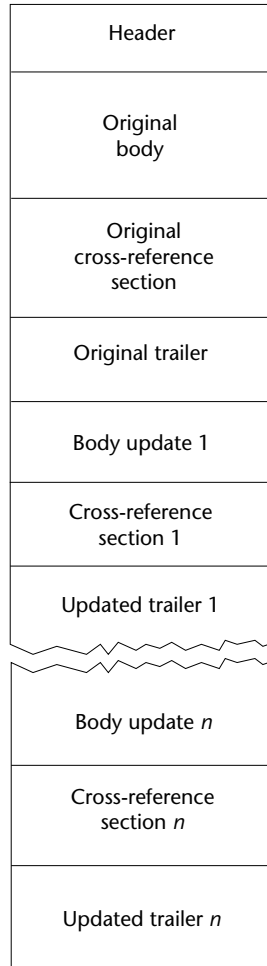 Header
Original
body
Original
cross-reference
section
Original trailer
Body update 1
Cross-reference
section 1
Updated trailer 1
Body update n
Cross-reference
section n
Updated trailer n